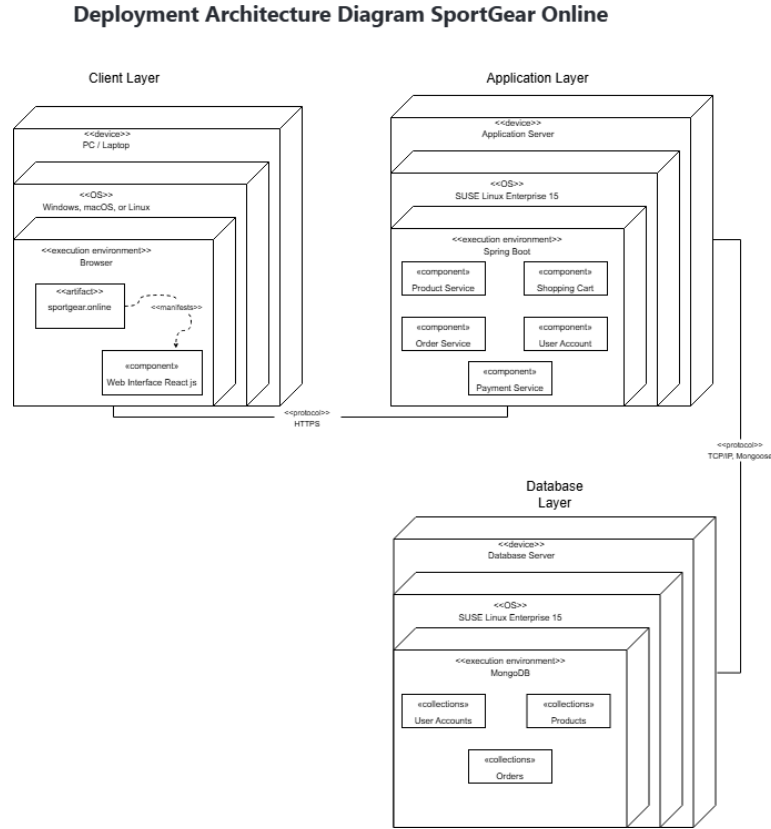 Deployment Architecture Diagram SportGear Online
Client Layer
<<device>>
PC / Laptop
<<OS>>
Windows, macOS, or Linux
<<execution environment>>
Browser
<<artifact>>
sportgear.online
<<manifests>>
«component»
Web Interface React js
Application Layer
<<device>>
Application Server
<<OS>>
SUSE Linux Enterprise 15
<<execution environment>>
Spring Boot
«component»
Product Service
«component»
Shopping Cart
«component»
Order Service
«component»
User Account
«component»
Payment Service
<<protocol>>
HTTPS
<<protocol>>
TCP/IP, Mongoose
Database
Layer
<<device>>
Database Server
<<OS>>
SUSE Linux Enterprise 15
<<execution environment>>
MongoDB
«collections»
User Accounts
«collections»
Products
«collections»
Orders